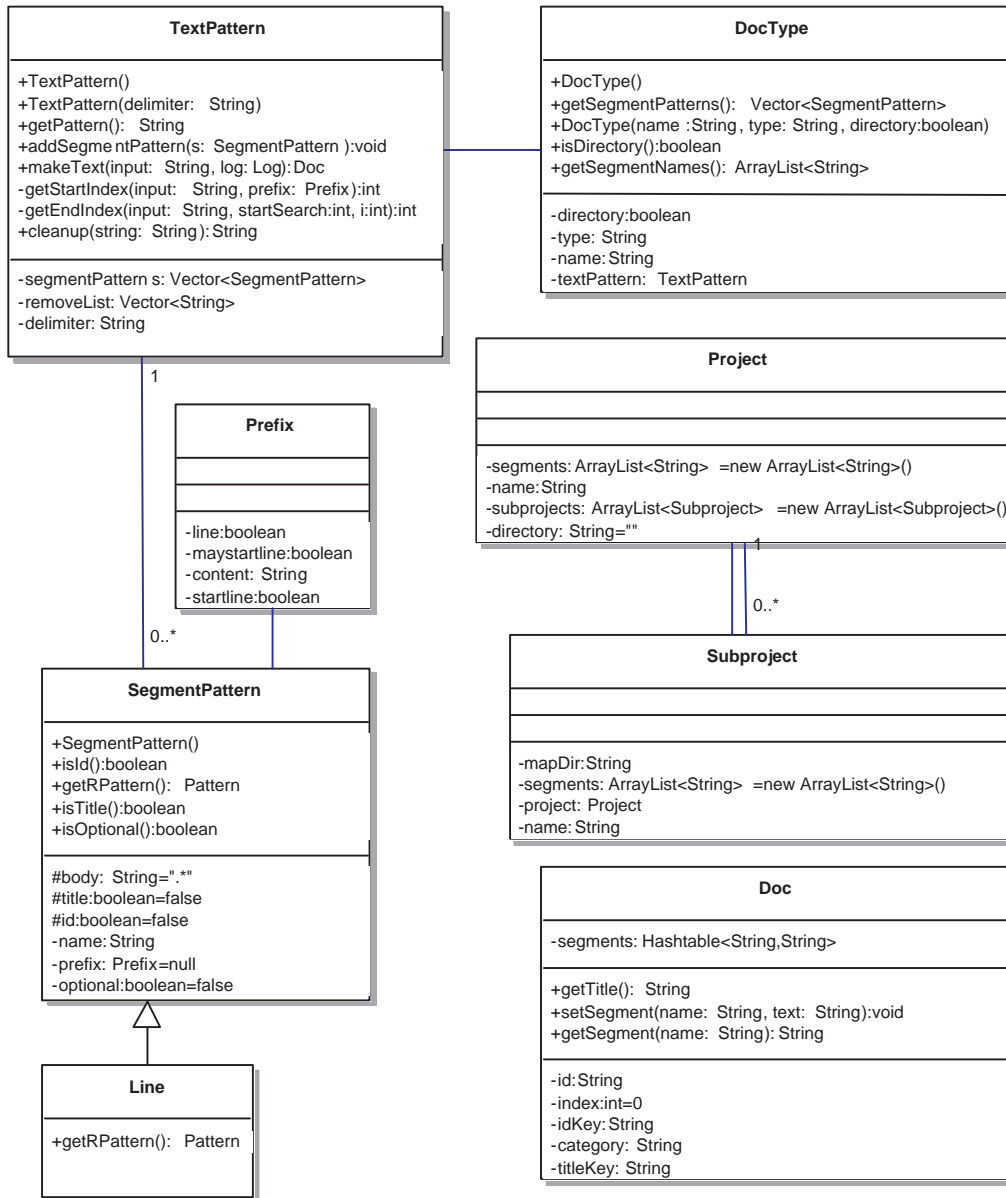 TextPattern
+TextPattern()
+TextPattern(delimiter: String)
+getPattern(): String
+addSegmentPattern(s: SegmentPattern ):void
+makeText(input: String, log: Log):Doc
-getStartIndex(input: String, prefix: Prefix):int
-getEndIndex(input: String, startSearch:int, i:int):int
+cleanup(string: String):String
-segmentPattern s: Vector<SegmentPattern>
-removeList: Vector<String>
-delimiter: String
DocType
+DocType()
+getSegmentPatterns(): Vector<SegmentPattern>
+DocType(name :String, type: String, directory:boolean)
+isDirectory():boolean
+getSegmentNames(): ArrayList<String>
-directory:boolean
-type: String
-name:String
-textPattern: TextPattern
1
0..*
Prefix
-line:boolean
-maystartline:boolean
-content: String
-startline:boolean
Project
-segments: ArrayList<String> =new ArrayList<String>()
-name:String
-subprojects: ArrayList<Subproject> =new ArrayList<Subproject>()
-directory: String=""
1
0..*
Subproject
-mapDir:String
-segments: ArrayList<String> =new ArrayList<String>()
-project: Project
-name:String
SegmentPattern
+SegmentPattern()
+isId():boolean
+getRPattern(): Pattern
+isTitle():boolean
+isOptional():boolean
#body: String=".*"
#title:boolean=false
#id:boolean=false
-name:String
-prefix: Prefix=null
-optional:boolean=false
Line
+getRPattern(): Pattern
Doc
-segments: Hashtable<String,String>
+getTitle(): String
+setSegment(name: String, text: String):void
+getSegment(name: String):String
-id:String
-index:int=0
-idKey:String
-category: String
-titleKey: String